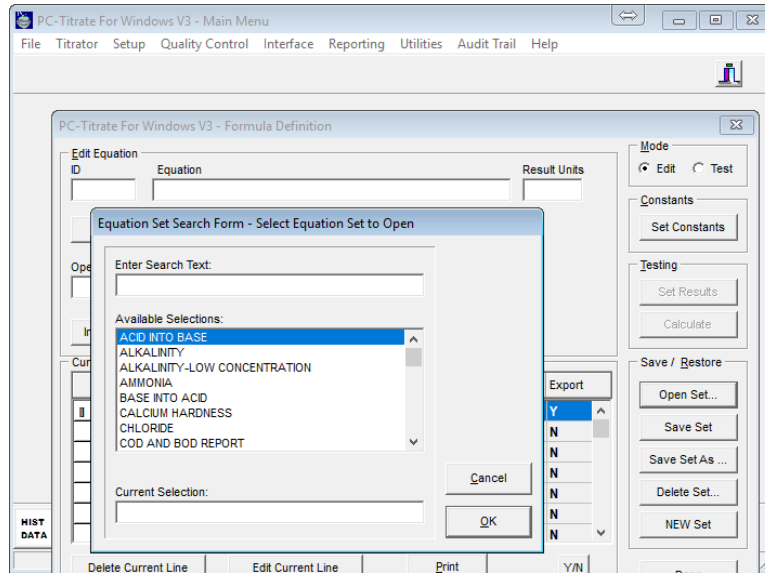 PC-Titrate For Windows V3 - Main Menu
File Titrator Setup Quality Control Interface Reporting Utilities Audit Trail Help
PC-Titrate For Windows V3 - Formula Definition
Edit Equation
ID Equation Result Units
Mode
Edit Test
Constants
Set Constants
Equation Set Search Form - Select Equation Set to Open
Enter Search Text:
Available Selections:
ACID INTO BASE
ALKALINITY
ALKALINITY-LOW CONCENTRATION
AMMONIA
BASE INTO ACID
CALCIUM HARDNESS
CHLORIDE
COD AND BOD REPORT
Current Selection:
Cancel
OK
Ope
In
Cur
Export
Y
N
N
N
N
N
N
Testing
Set Results
Calculate
Save / Restore
Open Set...
Save Set
Save Set As ...
Delete Set...
NEW Set
HIST
DATA
Delete Current Line Edit Current Line Print Y/N